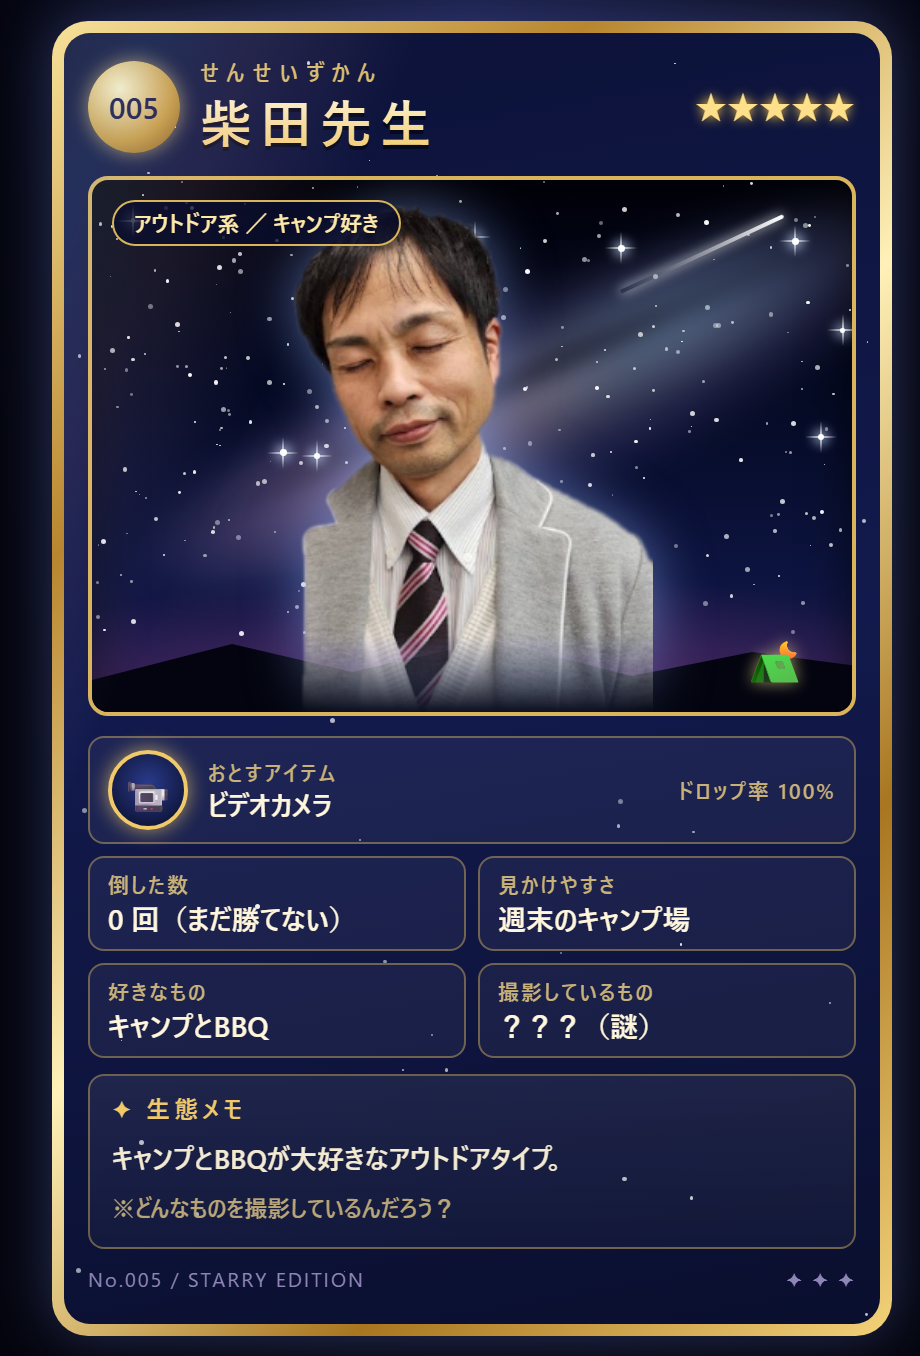 005
せんせいずかん
柴田先生
★★★★★
アウトドア系 ／ キャンプ好き
おとすアイテム
ビデオカメラ
ドロップ率 100%
倒した数
0 回（まだ勝てない）
見かけやすさ
週末のキャンプ場
好きなもの
キャンプとBBQ
撮影しているもの
？？？（謎）
✦ 生態メモ
キャンプとBBQが大好きなアウトドアタイプ。
※どんなものを撮影しているんだろう？
No.005 / STARRY EDITION
✦ ✦ ✦